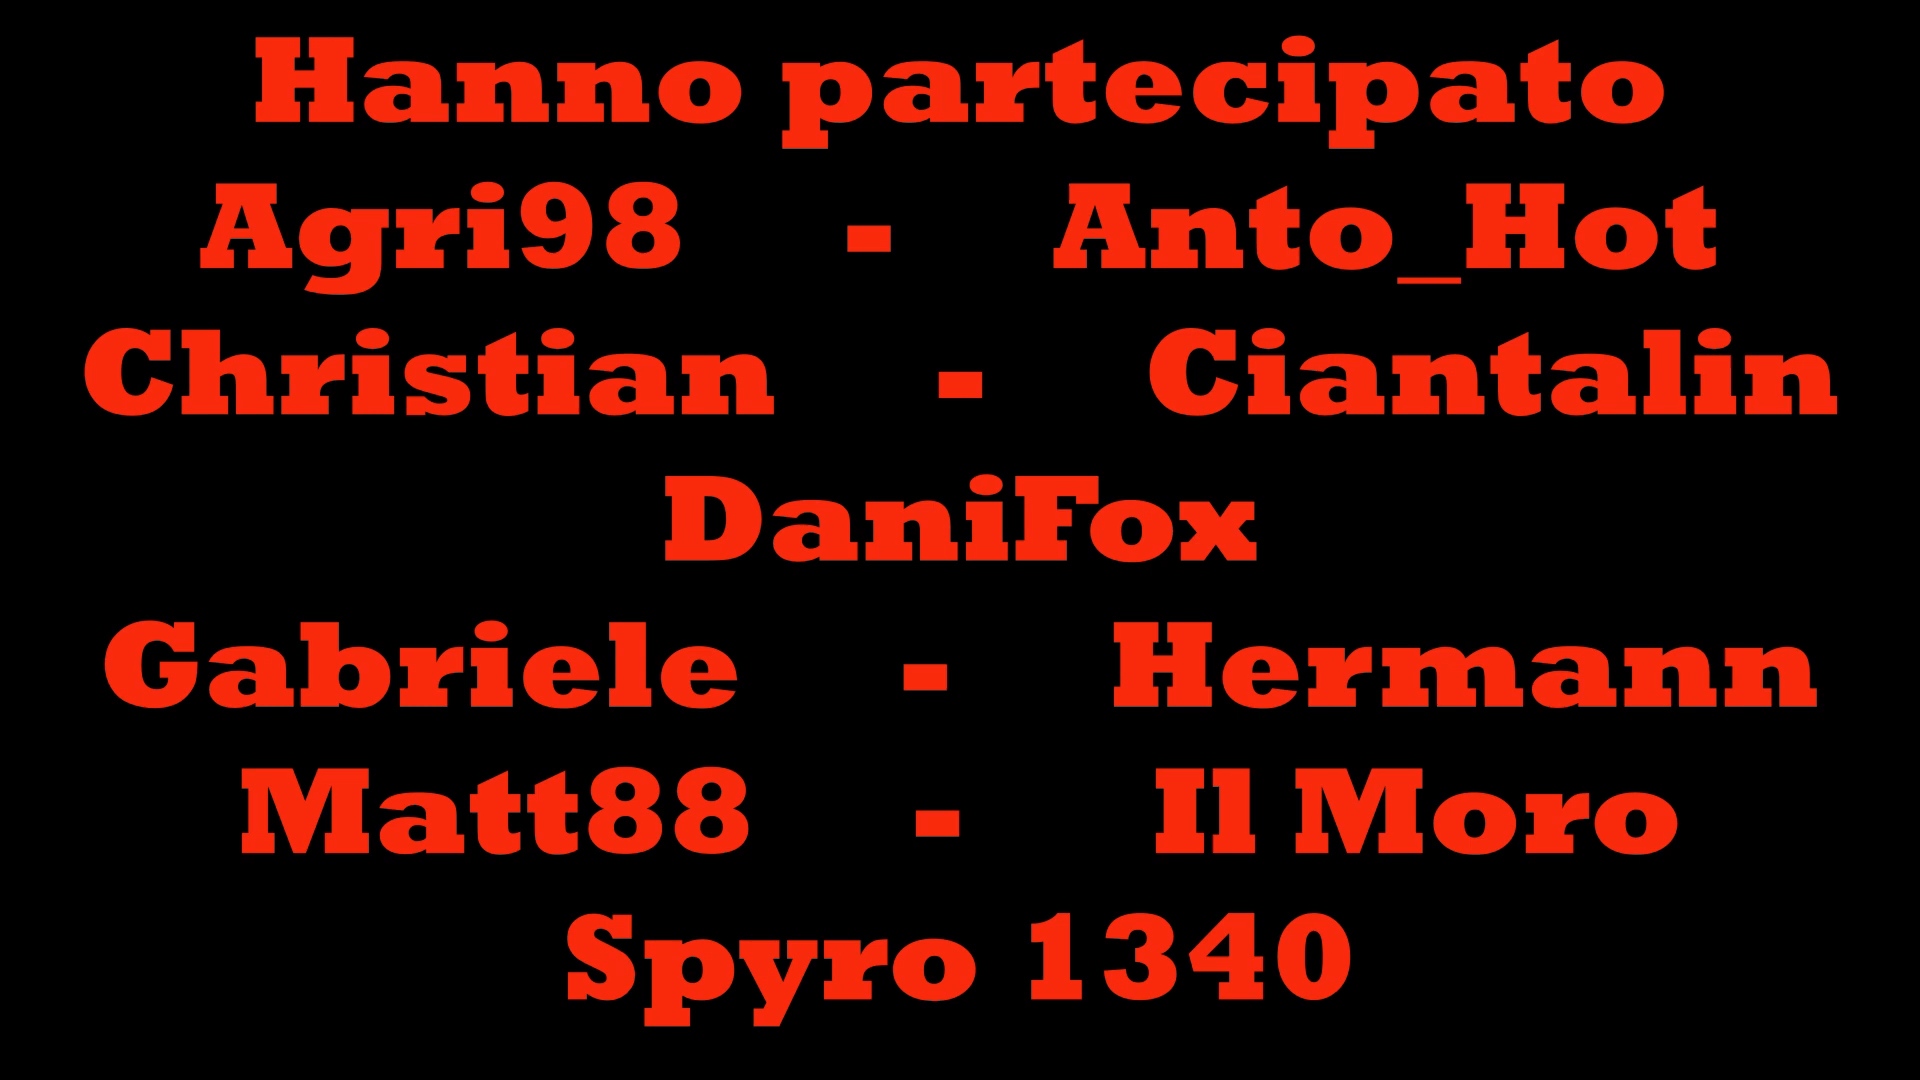 Hanno partecipato
Agri98 - Anto_Hot
Christian - Ciantalin
DaniFox
Gabriele - Hermann
Matt88 - Il Moro
Spyro 1340